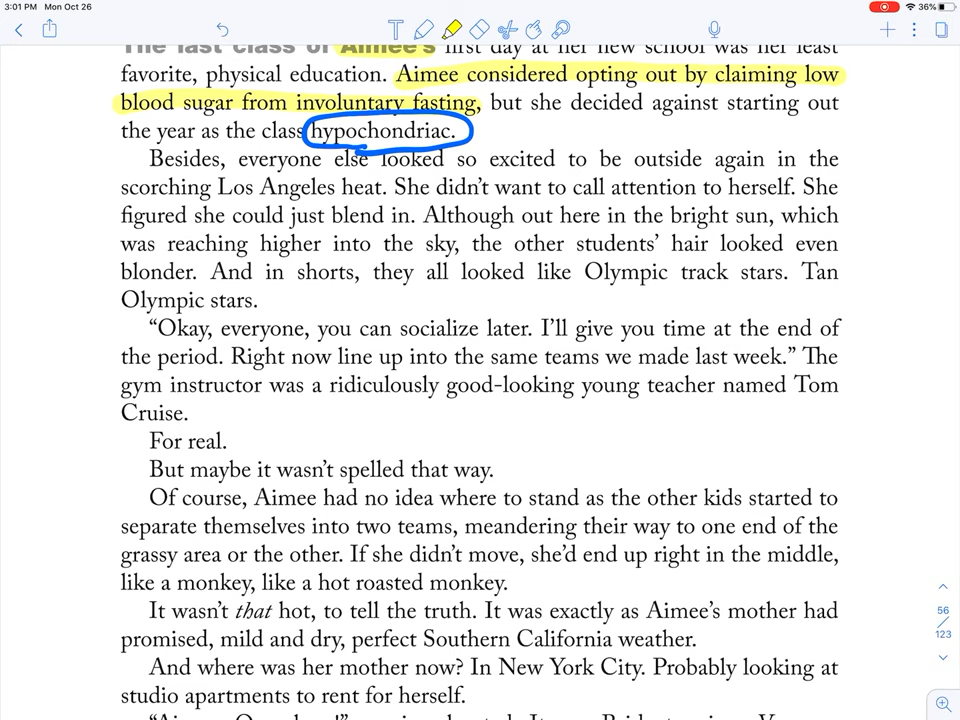 3:01 PM Mon Oct 26
36%
The last class of Aimee's first day at her new school was her least
favorite, physical education. Aimee considered opting out by claiming low
blood sugar from involuntary fasting, but she decided against starting out
the year as the class hypochondriac.
Besides, everyone else looked so excited to be outside again in the
scorching Los Angeles heat. She didn't want to call attention to herself. She
figured she could just blend in. Although out here in the bright sun, which
was reaching higher into the sky, the other students' hair looked even
blonder. And in shorts, they all looked like Olympic track stars. Tan
Olympic stars.
“Okay, everyone, you can socialize later. I'll give you time at the end of
the period. Right now line up into the same teams we made last week.” The
gym instructor was a ridiculously good-looking young teacher named Tom
Cruise.
For real.
But maybe it wasn't spelled that way.
Of course, Aimee had no idea where to stand as the other kids started to
separate themselves into two teams, meandering their way to one end of the
grassy area or the other. If she didn't move, she'd end up right in the middle,
like a monkey, like a hot roasted monkey.
It wasn't that hot, to tell the truth. It was exactly as Aimee's mother had
promised, mild and dry, perfect Southern California weather.
And where was her mother now? In New York City. Probably looking at
studio apartments to rent for herself.
56
/
123